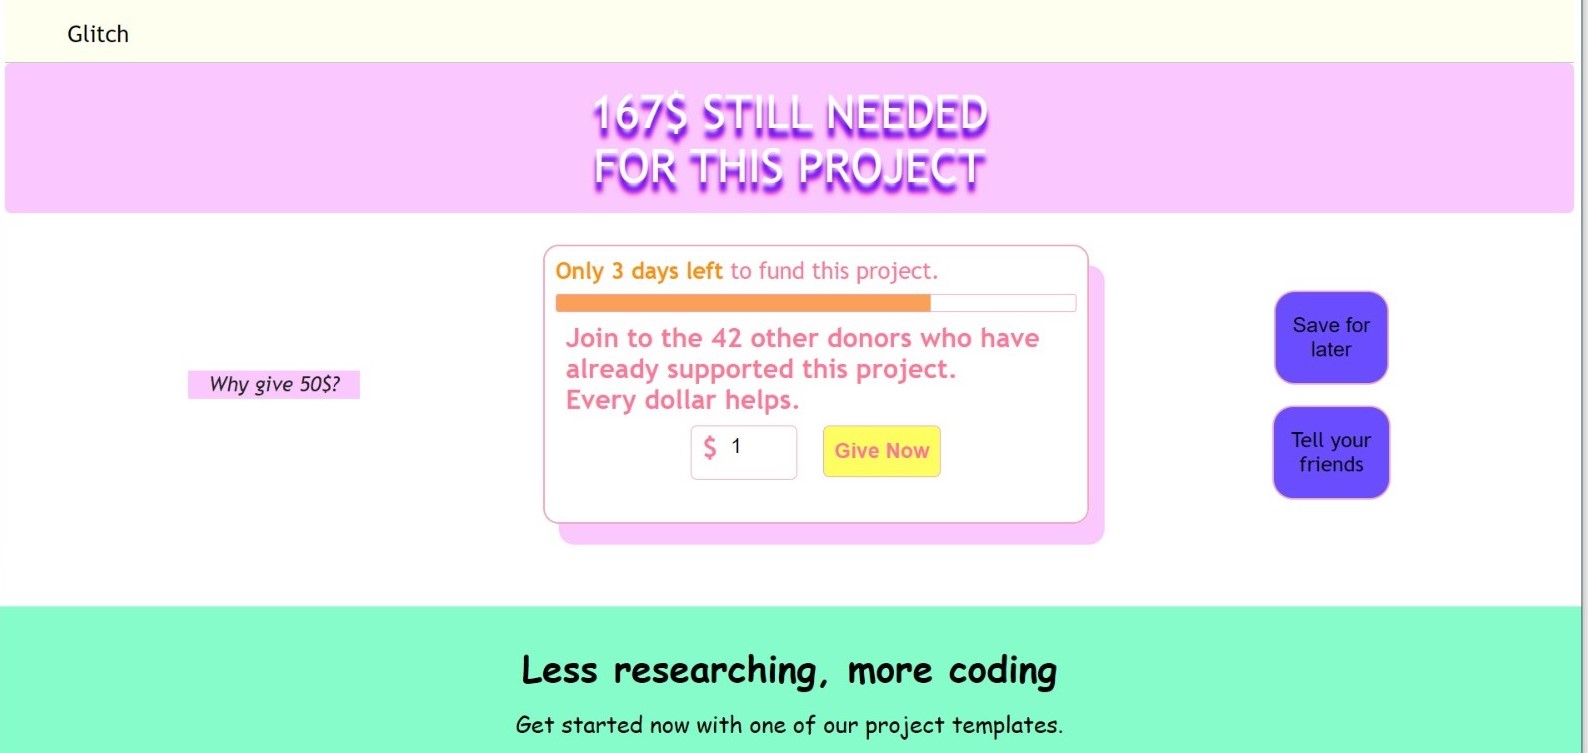 Glitch
167$ STILL NEEDED
FOR THIS PROJECT
Only 3 days left to fund this project.
Join to the 42 other donors who have
already supported this project.
Every dollar helps.
$ 1
Give Now
Why give 50$?
Save for
later
Tell your
friends
Less researching, more coding
Get started now with one of our project templates.